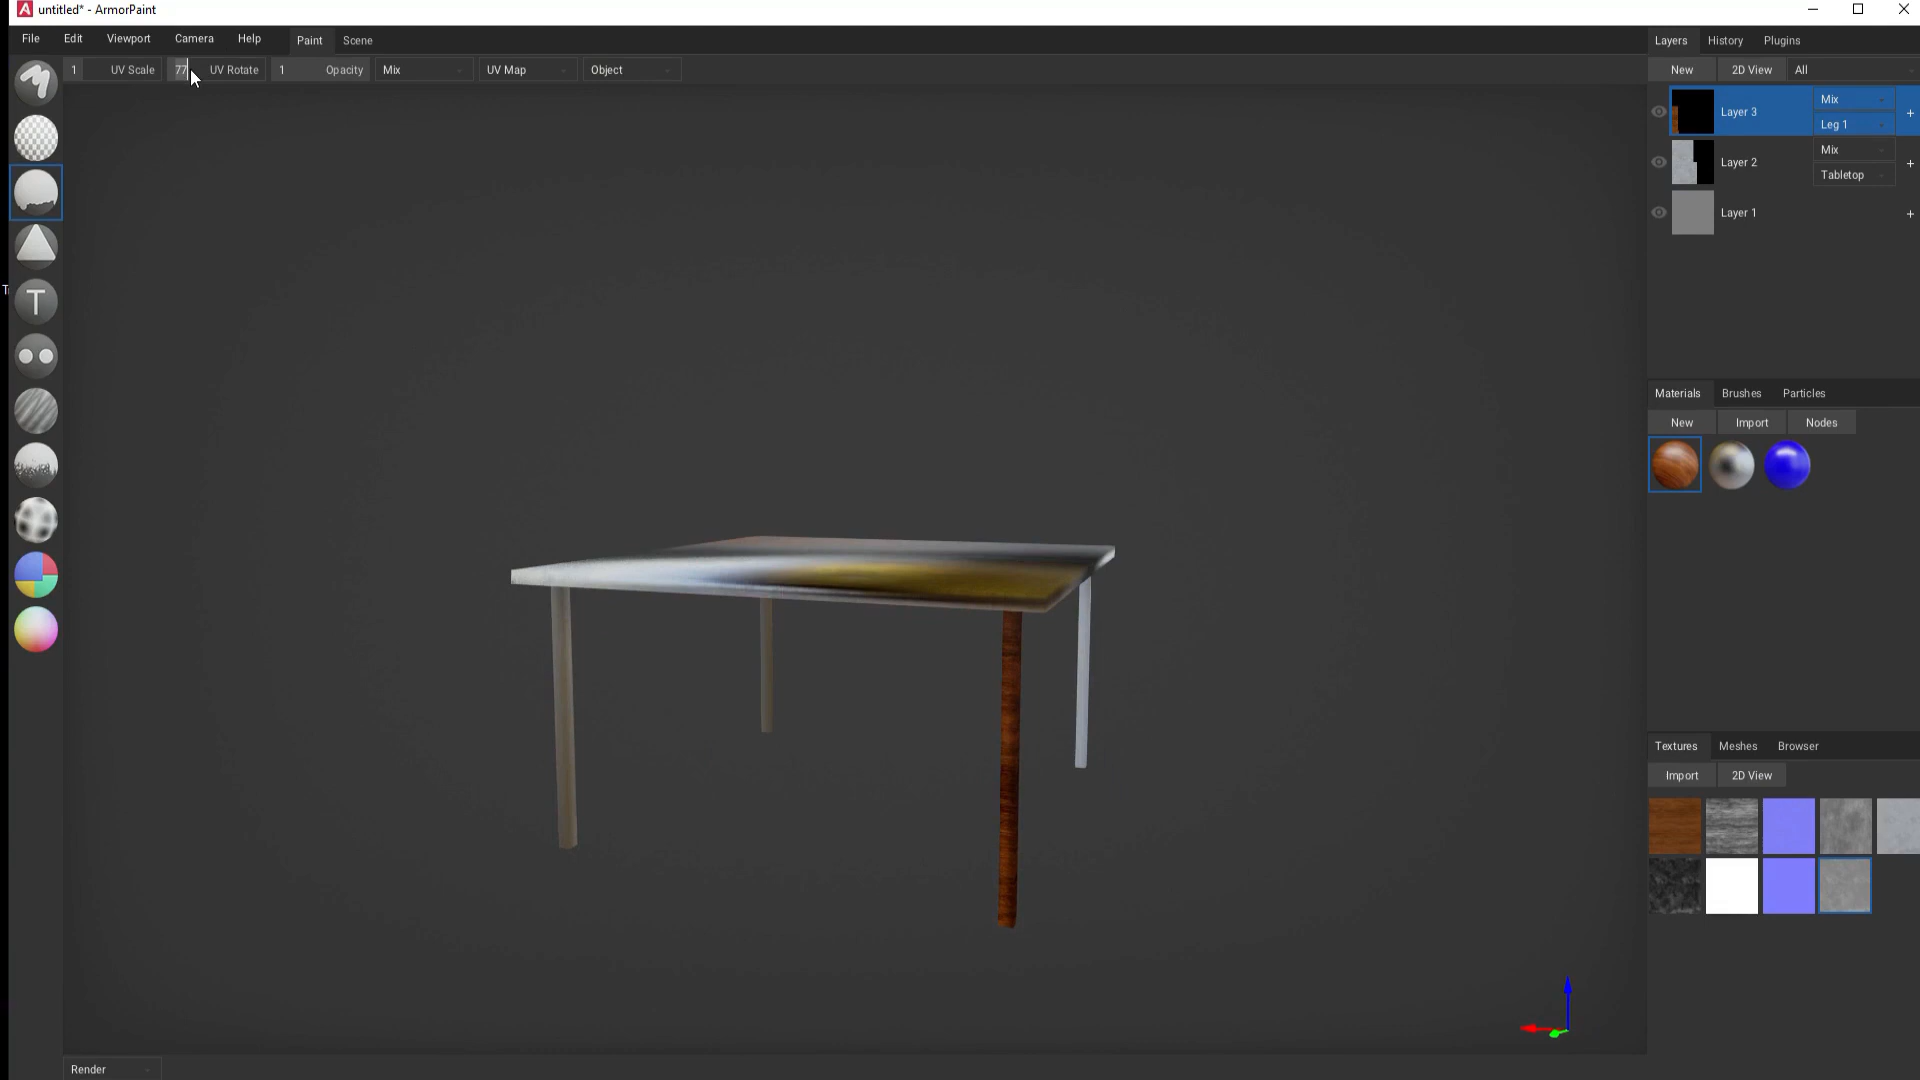 untitled* - ArmorPaint
File Edit Viewport Camera Help Paint Scene
1 UV Scale 77 UV Rotate 1 Opacity Mix UV Map Object
T
Layers History Plugins
New 2D View All
Layer 3 Mix
Leg 1
Layer 2 Mix
Tabletop
Layer 1
Materials Brushes Particles
New Import Nodes
Textures Meshes Browser
Import 2D View
Render